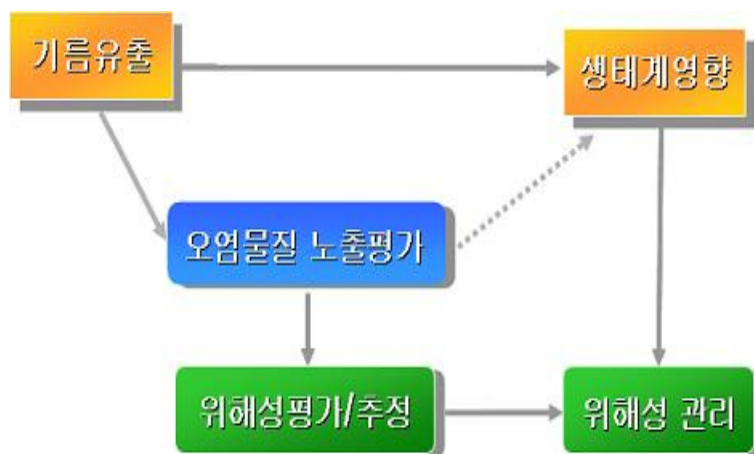 기름유출
생태계영향
오염물질 노출평가
위해성평가/추정
위해성 관리